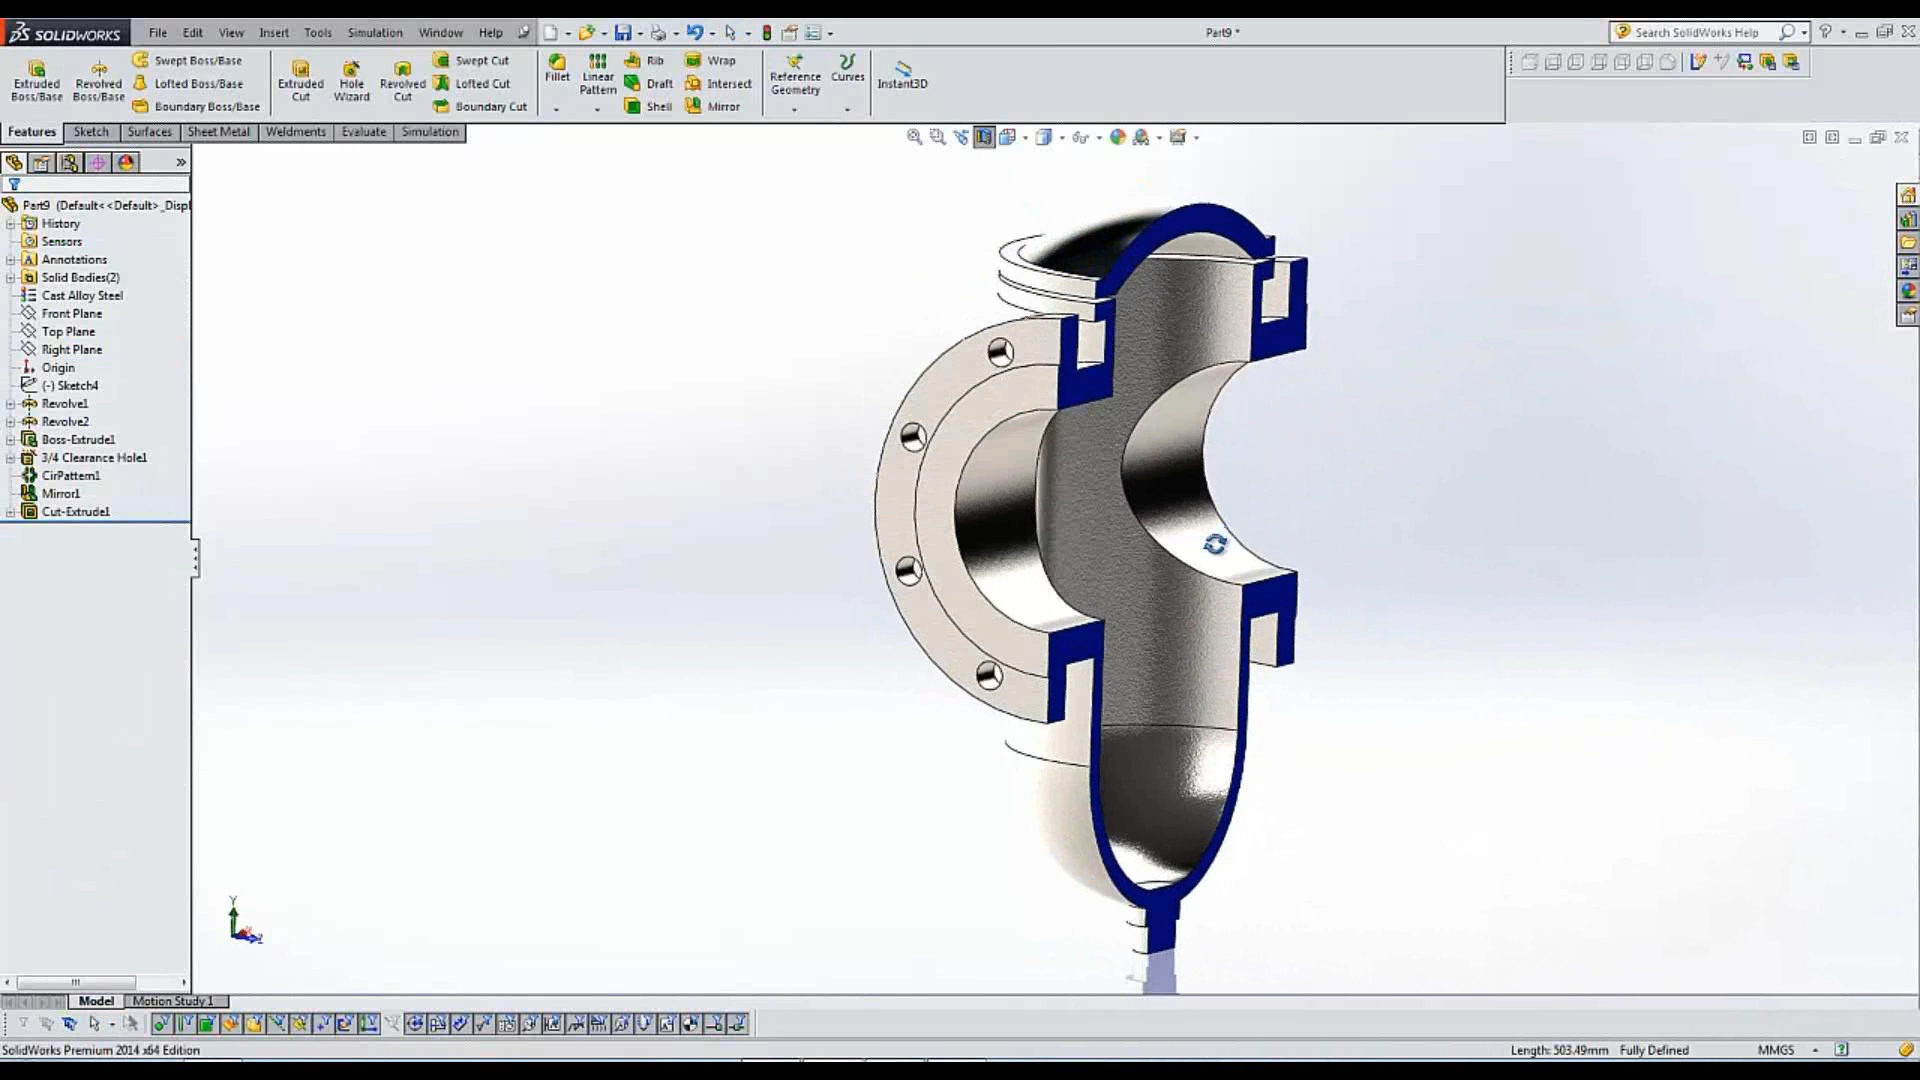 SOLIDWORKS File Edit View Insert Tools Simulation Window Help Part9 * Search SolidWorks Help
Extruded Boss/Base
Revolved Boss/Base
Swept Boss/Base
Lofted Boss/Base
Boundary Boss/Base
Extruded Cut
Hole Wizard
Revolved Cut
Swept Cut
Lofted Cut
Boundary Cut
Fillet
Linear Pattern
Rib
Draft
Shell
Wrap
Intersect
Mirror
Reference Geometry
Curves
Instant3D
Features Sketch Surfaces Sheet Metal Weldments Evaluate Simulation
Part9 (Default<<Default>_Displ
History
Sensors
Annotations
Solid Bodies(2)
Cast Alloy Steel
Front Plane
Top Plane
Right Plane
Origin
(-) Sketch4
Revolve1
Revolve2
Boss-Extrude1
3/4 Clearance Hole1
CirPattern1
Mirror1
Cut-Extrude1
Y
Z
Model Motion Study 1
SolidWorks Premium 2014 x64 Edition Length: 503.49mm Fully Defined MMGS